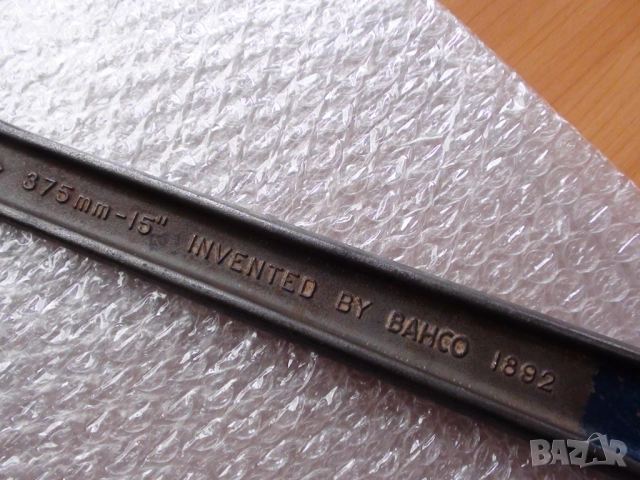 375mm-15" INVENTED BY BAHCO 1892
BAZAR